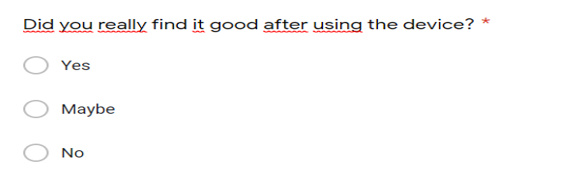 Did you really find it good after using the device? *
Yes
Maybe
No